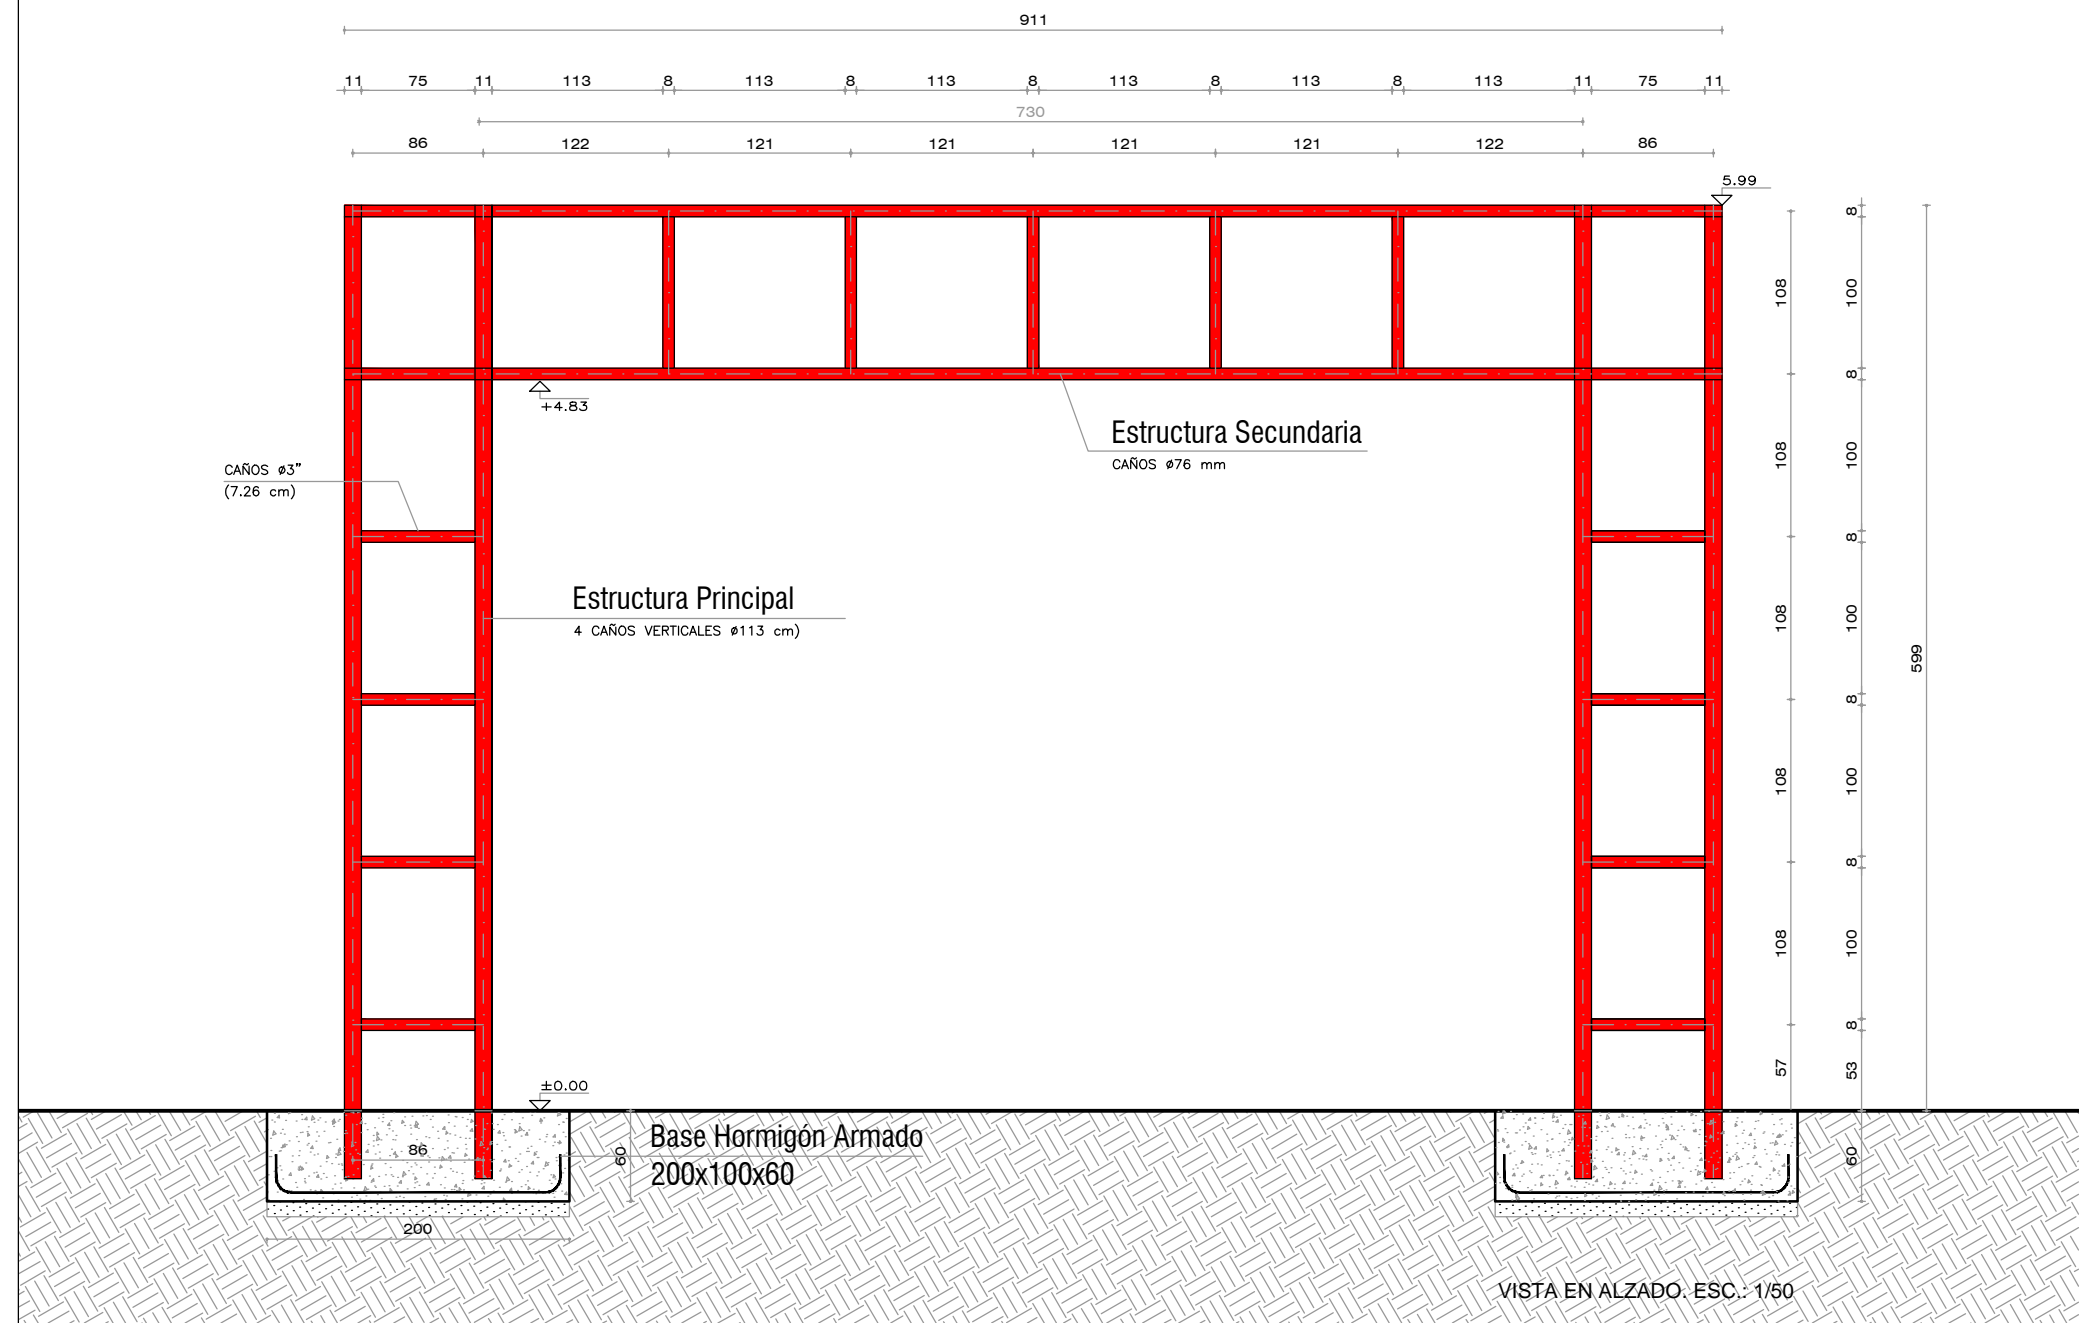 911
11 75 11 113 8 113 8 113 8 113 8 113 8 113 11 75 11
730
86 122 121 121 121 121 122 86
5.99
8
108 100
8
+4.83
Estructura Secundaria
CAÑOS ø76 mm
108 100
CAÑOS ø3”
(7.26 cm)
8
Estructura Principal
4 CAÑOS VERTICALES ø113 cm)
108 100
599
8
108 100
8
108 100
8
57 53
±0.00
Base Hormigón Armado
200x100x60
86 60 60
200
VISTA EN ALZADO. ESC.: 1/50